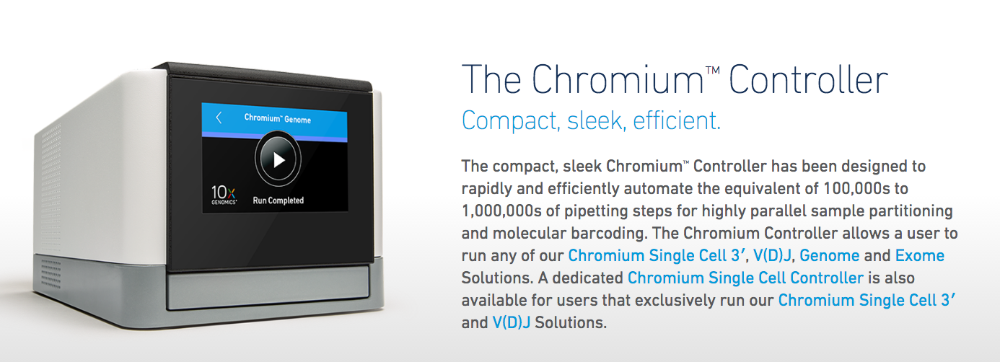 The Chromium™ Controller
Compact, sleek, efficient.
The compact, sleek Chromium™ Controller has been designed to
rapidly and efficiently automate the equivalent of 100,000s to
1,000,000s of pipetting steps for highly parallel sample partitioning
and molecular barcoding. The Chromium Controller allows a user to
run any of our Chromium Single Cell 3′, V(D)J, Genome and Exome
Solutions. A dedicated Chromium Single Cell Controller is also
available for users that exclusively run our Chromium Single Cell 3′
and V(D)J Solutions.
Chromium™ Genome
10x
GENOMICS
Run Completed